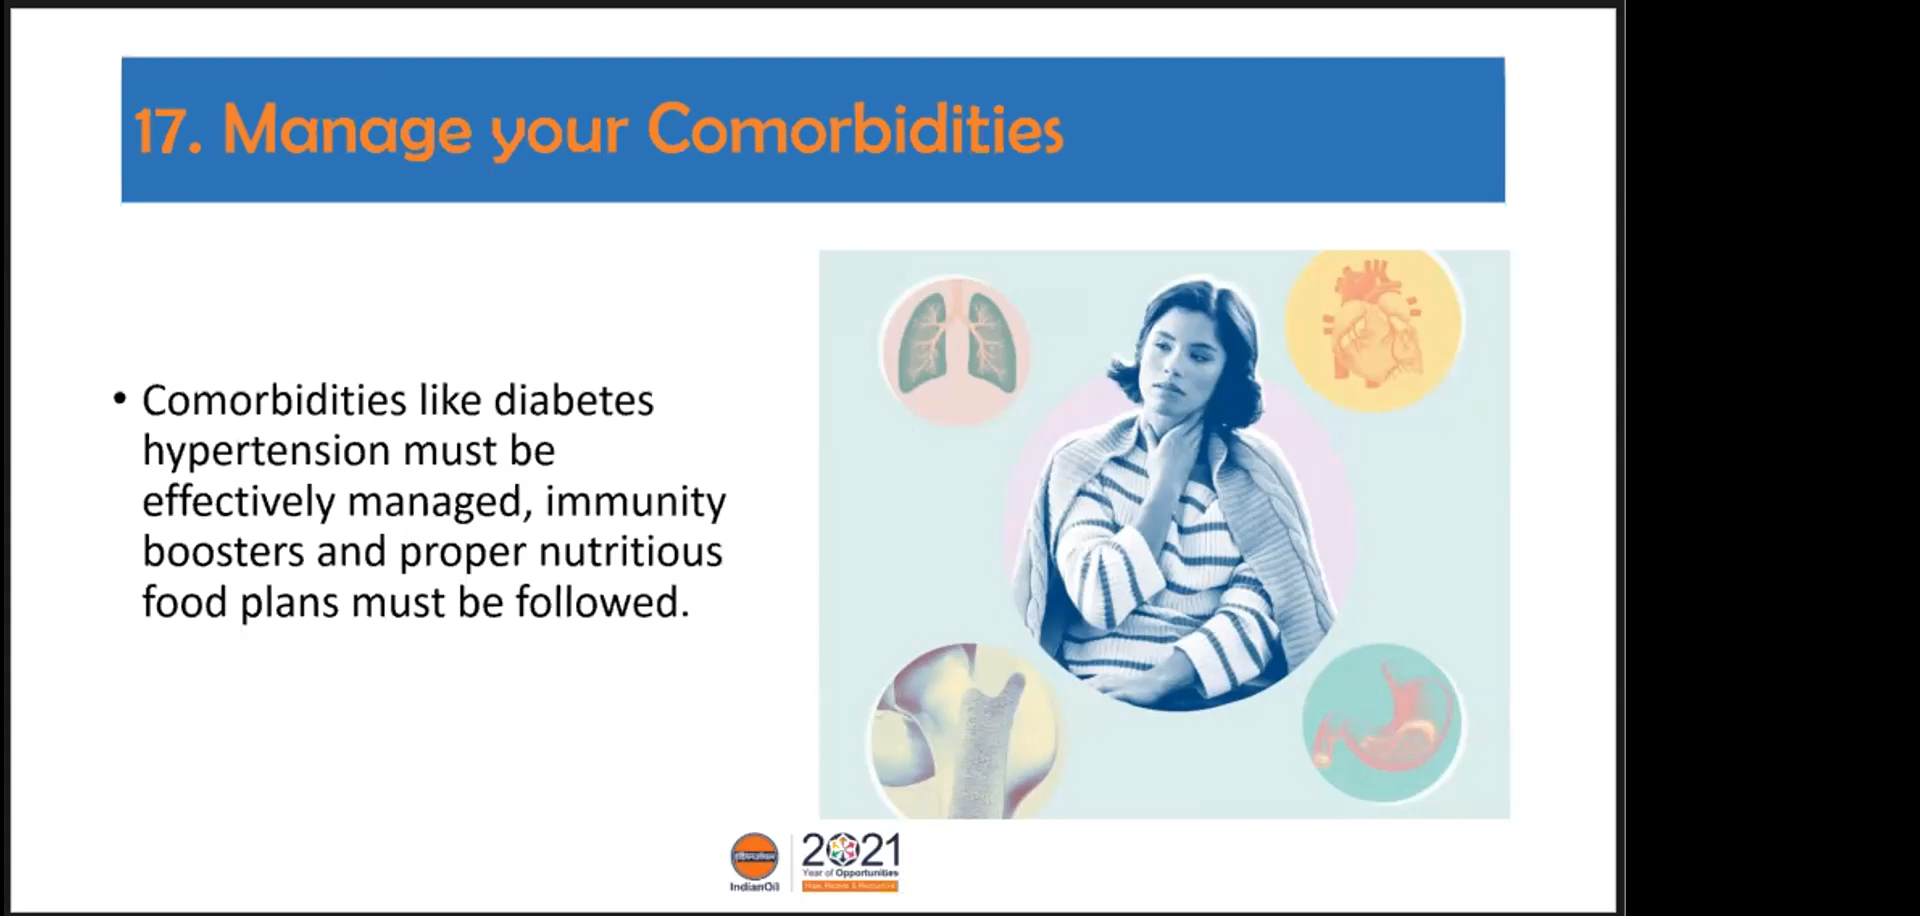 17. Manage your Comorbidities
• Comorbidities like diabetes
hypertension must be
effectively managed, immunity
boosters and proper nutritious
food plans must be followed.
इंडियनऑयल
IndianOil
2021
Year of Opportunities